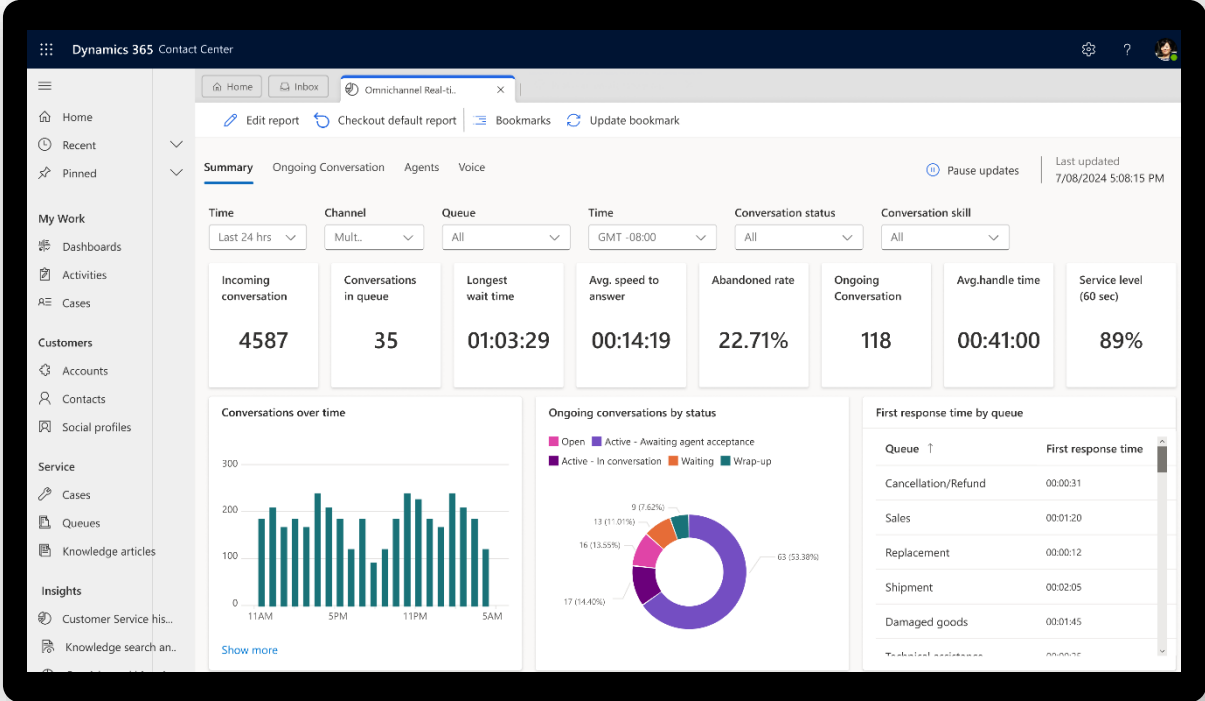 Dynamics 365 Contact Center
?
Home
Recent
Pinned
My Work
Dashboards
Activities
Cases
Customers
Accounts
Contacts
Social profiles
Service
Cases
Queues
Knowledge articles
Insights
Customer Service his...
Knowledge search an..
Home
Inbox
Omnichannel Real-ti..
Edit report
Checkout default report
Bookmarks
Update bookmark
Summary
Ongoing Conversation
Agents
Voice
Pause updates
Last updated
7/08/2024 5:08:15 PM
Time
Last 24 hrs
Channel
Mult..
Queue
All
Time
GMT -08:00
Conversation status
All
Conversation skill
All
Incoming
conversation
4587
Conversations
in queue
35
Longest
wait time
01:03:29
Avg. speed to
answer
00:14:19
Abandoned rate
22.71%
Ongoing
Conversation
118
Avg.handle time
00:41:00
Service level
(60 sec)
89%
Conversations over time
300
200
100
0
11AM
5PM
11PM
5AM
Show more
Ongoing conversations by status
Open
Active - Awaiting agent acceptance
Active - In conversation
Waiting
Wrap-up
9 (7.62%)
13 (11.01%)
16 (13.55%)
17 (14.40%)
63 (53.38%)
First response time by queue
Queue ↑ First response time
Cancellation/Refund 00:00:31
Sales 00:01:20
Replacement 00:00:12
Shipment 00:02:05
Damaged goods 00:01:45
Technical assistance